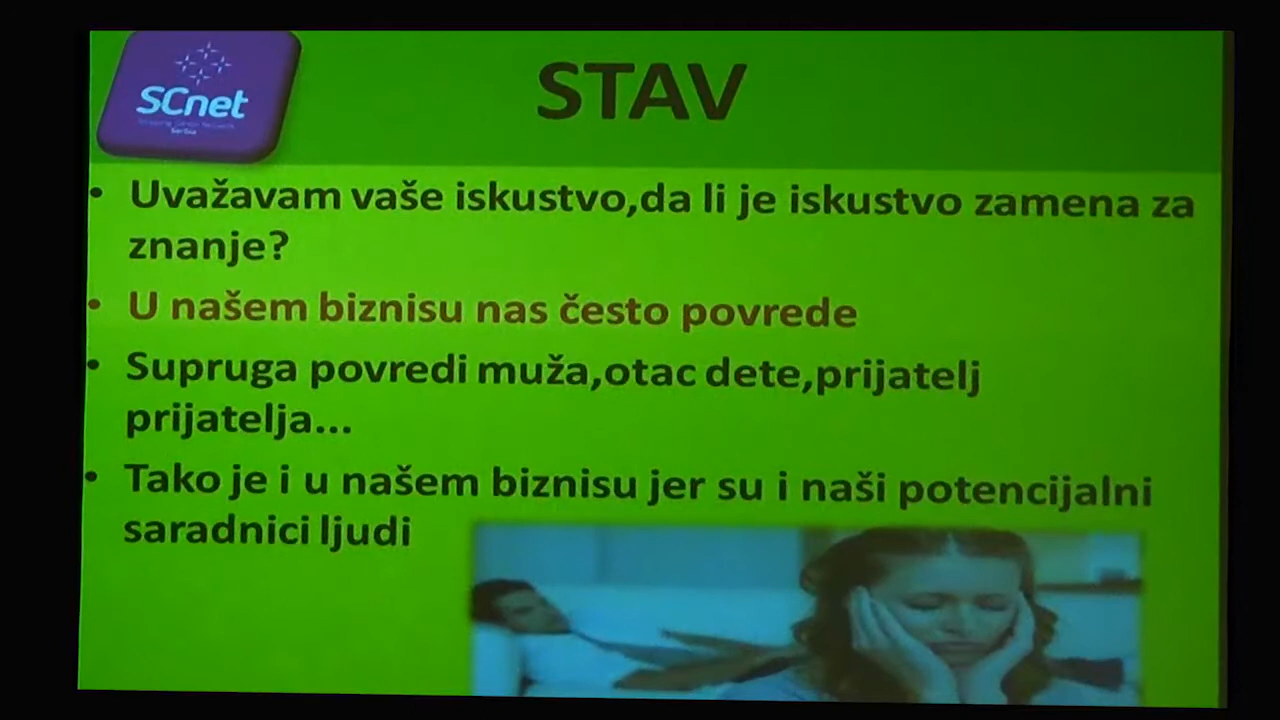 SCnet
Serbia
STAV
• Uvažavam vaše iskustvo,da li je iskustvo zamena za
znanje?
• U našem biznisu nas često povrede
• Supruga povredi muža,otac dete,prijatelj
prijatelja...
• Tako je i u našem biznisu jer su i naši potencijalni
saradnici ljudi